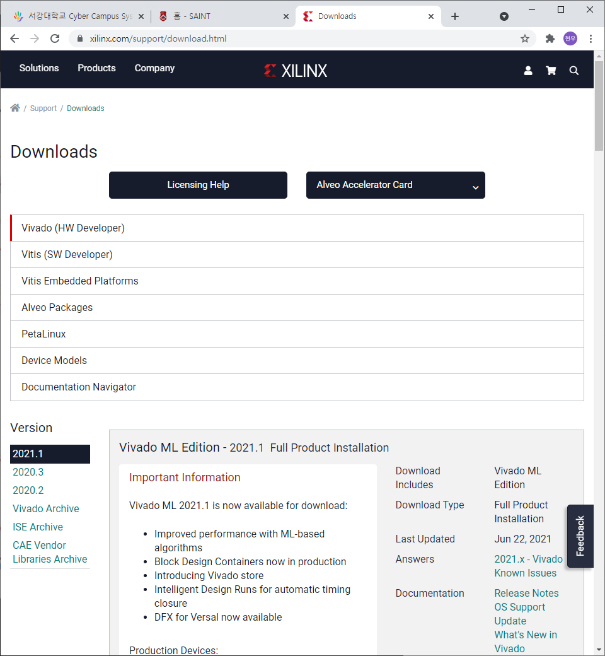 서강대학교 Cyber Campus Sy
홈 - SAINT
Downloads
xilinx.com/support/download.html
Solutions
Products
Company
XILINX
/ Support / Downloads
Downloads
Licensing Help
Alveo Accelerator Card
Vivado (HW Developer)
Vitis (SW Developer)
Vitis Embedded Platforms
Alveo Packages
PetaLinux
Device Models
Documentation Navigator
Version
2021.1
2020.3
2020.2
Vivado Archive
ISE Archive
CAE Vendor
Libraries Archive
Vivado ML Edition - 2021.1 Full Product Installation
Important Information
Vivado ML 2021.1 is now available for download:
• Improved performance with ML-based
algorithms
• Block Design Containers now in production
• Introducing Vivado store
• Intelligent Design Runs for automatic timing
closure
• DFX for Versal now available
Production Devices:
Download
Includes
Vivado ML
Edition
Download Type
Full Product
Installation
Last Updated
Jun 22, 2021
Answers
2021.x - Vivado
Known Issues
Documentation
Release Notes
OS Support
Update
What's New in
Vivado
Feedback